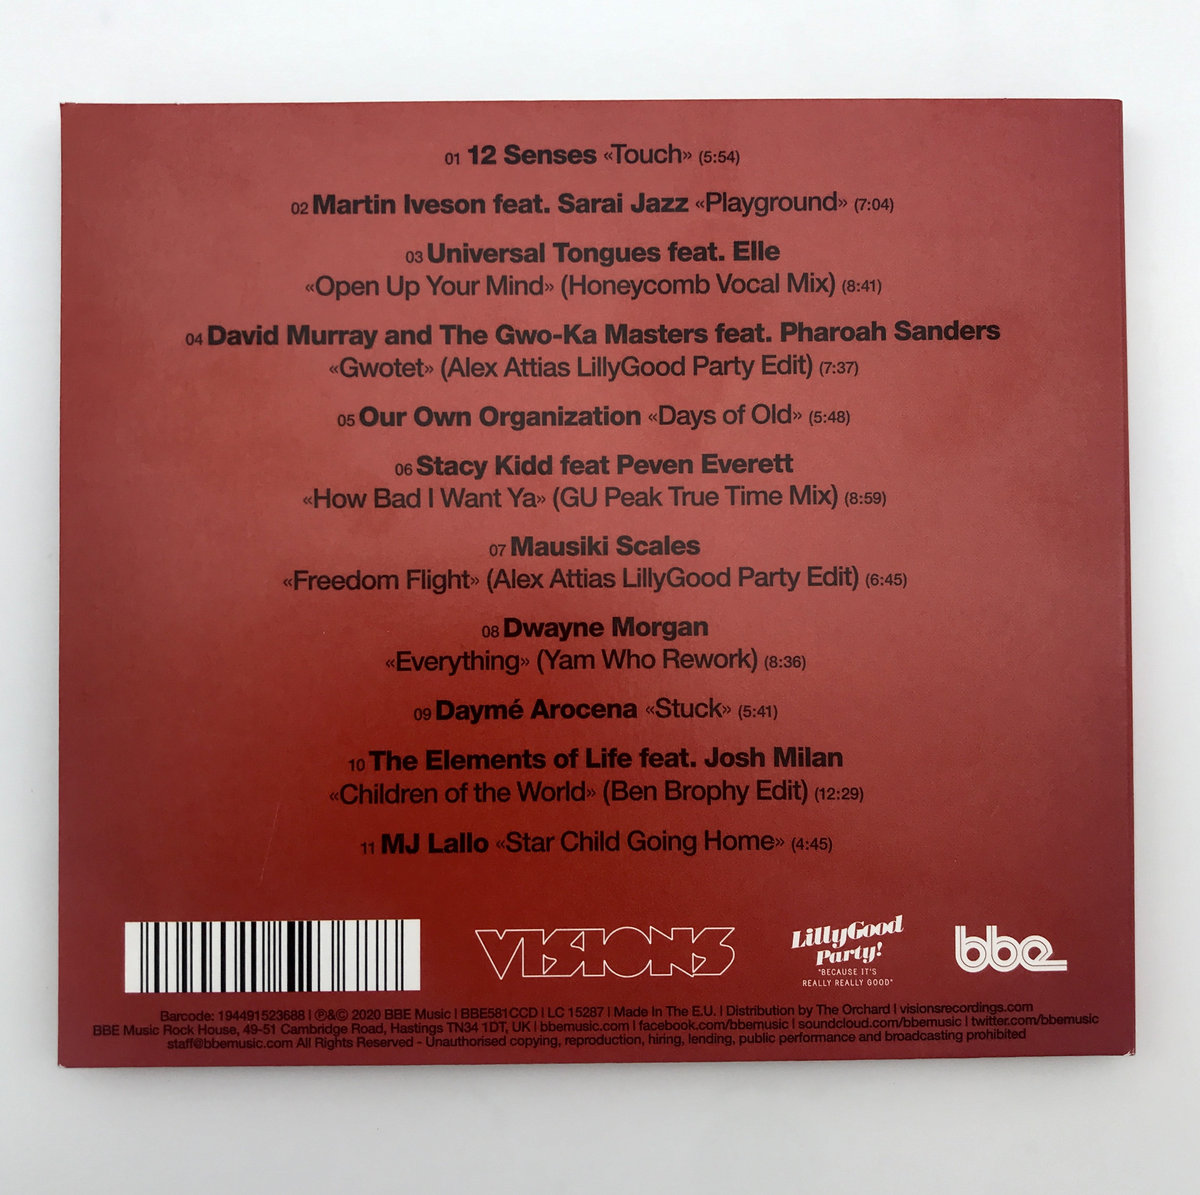 01 12 Senses «Touch» (5:54)
02 Martin Iveson feat. Sarai Jazz «Playground» (7:04)
03 Universal Tongues feat. Elle
«Open Up Your Mind» (Honeycomb Vocal Mix) (8:41)
04 David Murray and The Gwo-Ka Masters feat. Pharoah Sanders
«Gwotet» (Alex Attias LillyGood Party Edit) (7:37)
05 Our Own Organization «Days of Old» (5:48)
06 Stacy Kidd feat Peven Everett
«How Bad I Want Ya» (GU Peak True Time Mix) (8:59)
07 Mausiki Scales
«Freedom Flight» (Alex Attias LillyGood Party Edit) (6:45)
08 Dwayne Morgan
«Everything» (Yam Who Rework) (8:36)
09 Daymé Arocena «Stuck» (5:41)
10 The Elements of Life feat. Josh Milan
«Children of the World» (Ben Brophy Edit) (12:29)
11 MJ Lallo «Star Child Going Home» (4:45)
VISIONS
LillyGood
Party!
"BECAUSE IT'S
REALLY REALLY GOOD"
bbe
Barcode: 194491523688 | ℗&© 2020 BBE Music | BBE581CCD | LC 15287 | Made In The E.U. | Distribution by The Orchard | visionsrecordings.com
BBE Music Rock House, 49-51 Cambridge Road, Hastings TN34 1DT, UK | bbemusic.com | facebook.com/bbemusic | soundcloud.com/bbemusic | twitter.com/bbemusic
staff@bbemusic.com All Rights Reserved - Unauthorised copying, reproduction, hiring, lending, public performance and broadcasting prohibited